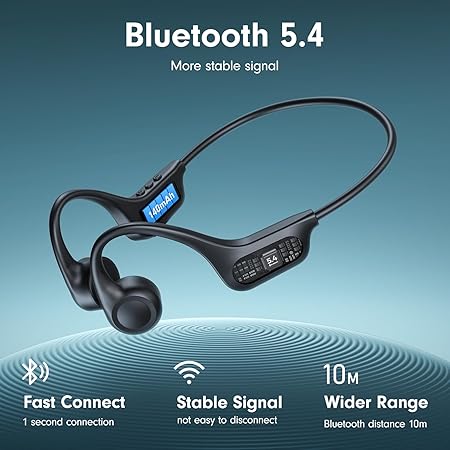 Bluetooth 5.4
More stable signal
140mAh
5.4
10M
Fast Connect
Stable Signal
Wider Range
1 second connection
not easy to disconnect
Bluetooth distance 10m